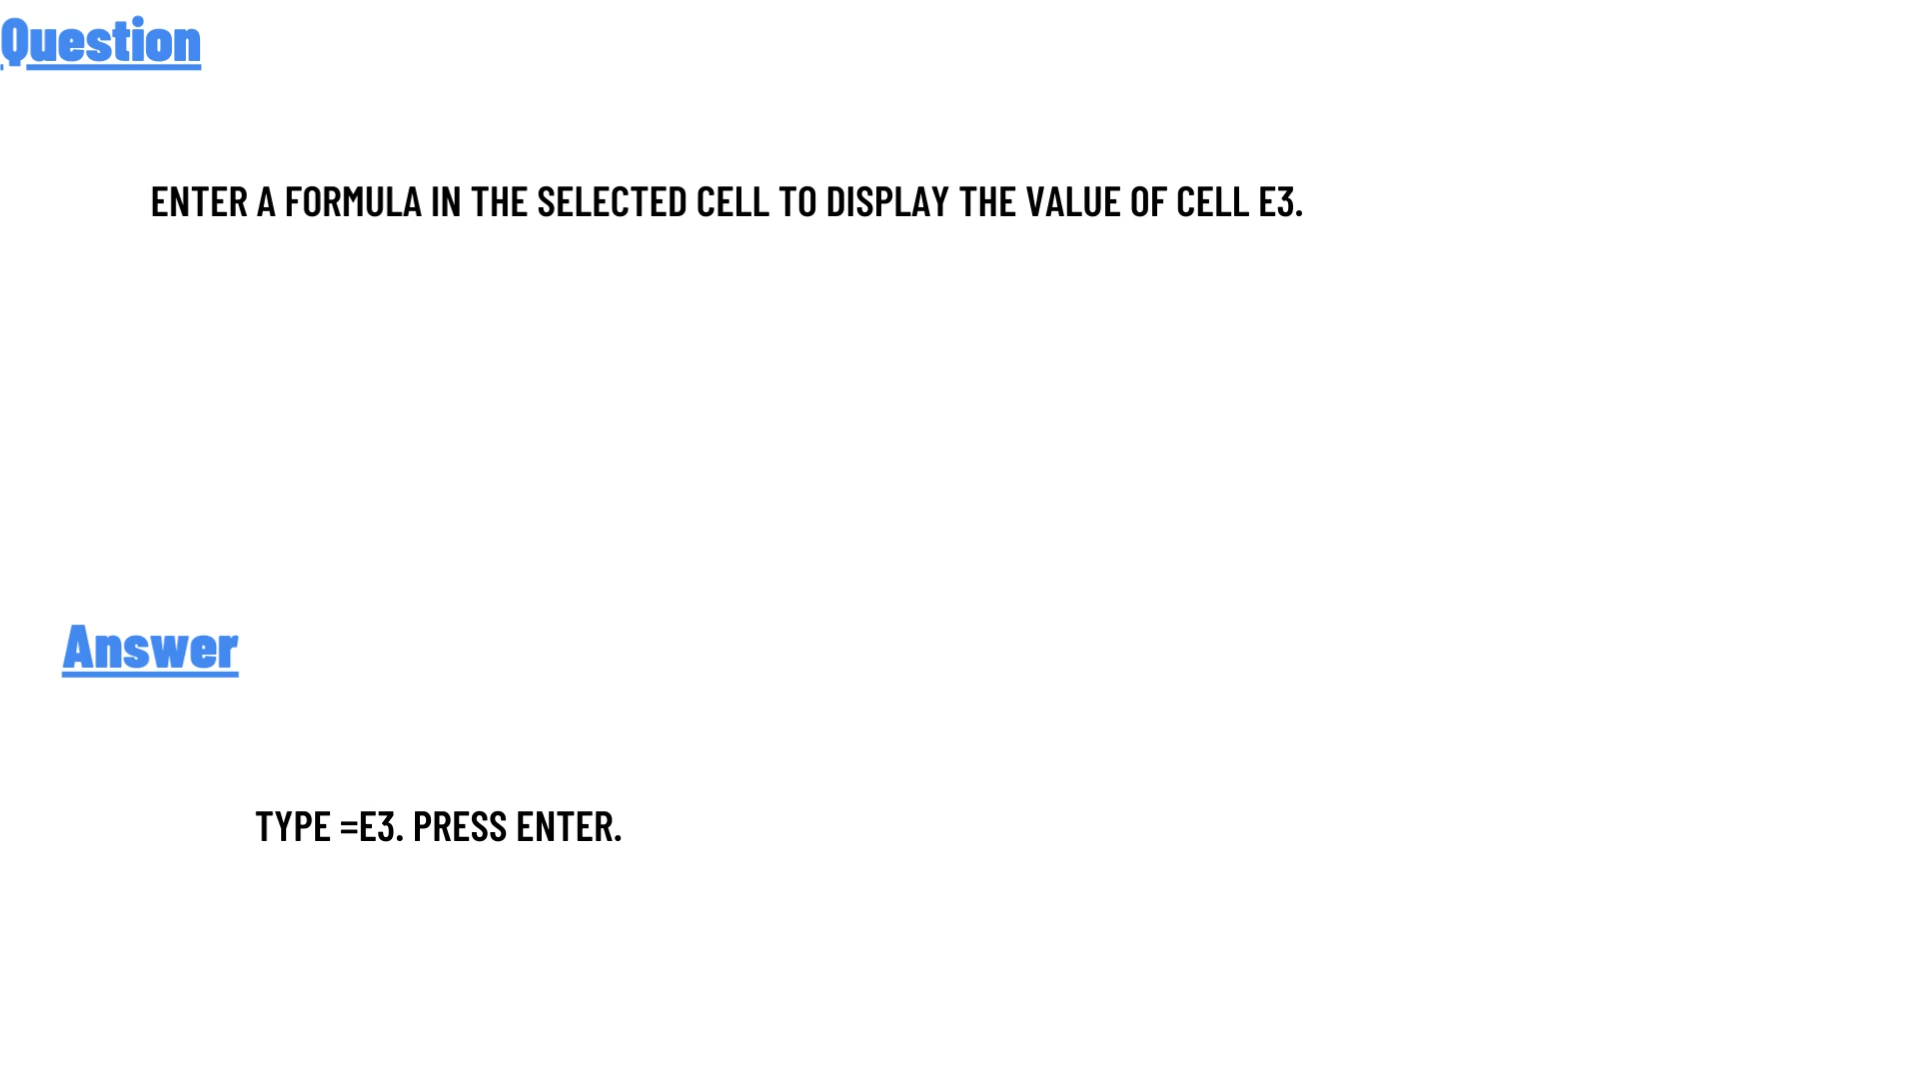 Question
ENTER A FORMULA IN THE SELECTED CELL TO DISPLAY THE VALUE OF CELL E3.
Answer
TYPE =E3. PRESS ENTER.